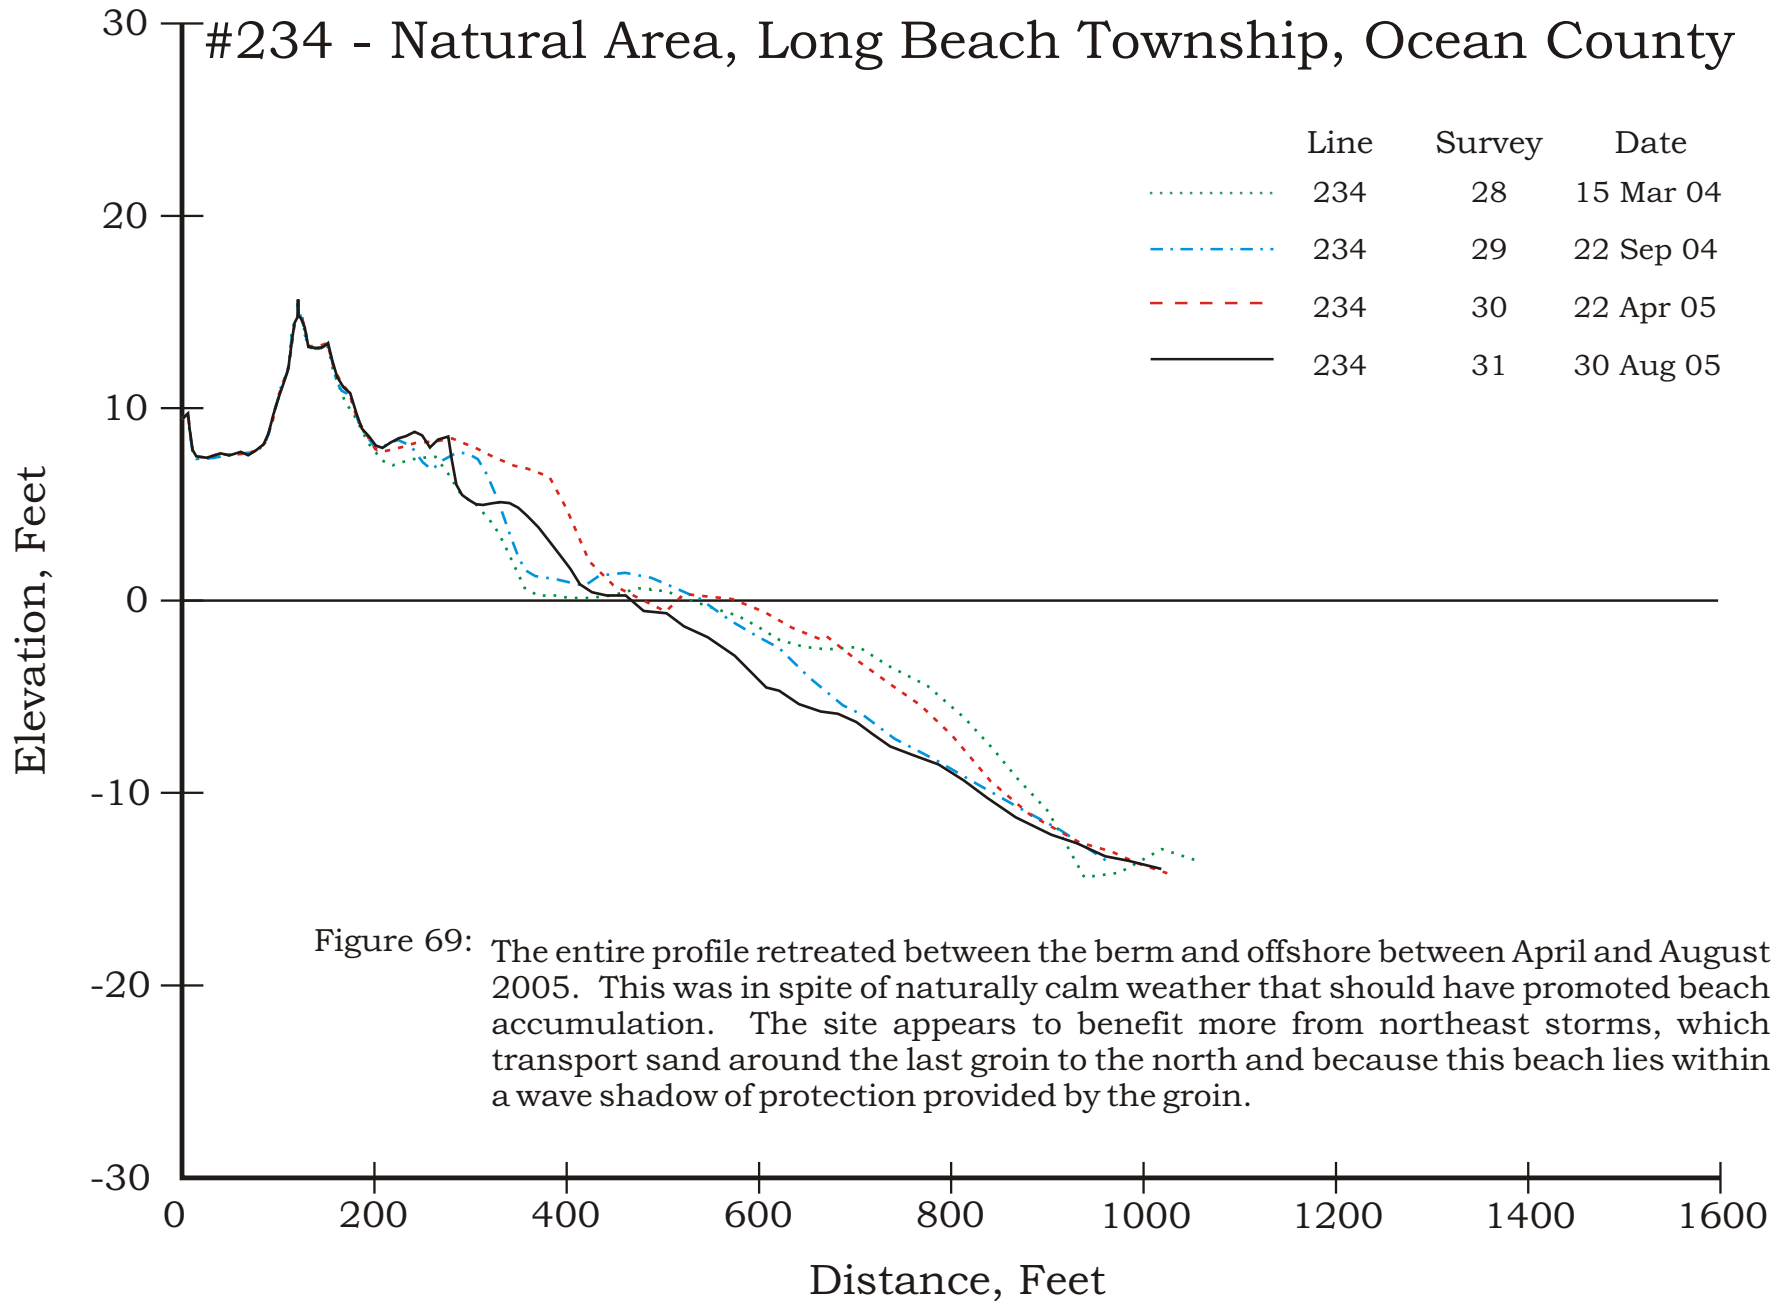 #234 - Natural Area, Long Beach Township, Ocean County
Line Survey Date
234 28 15 Mar 04
234 29 22 Sep 04
234 30 22 Apr 05
234 31 30 Aug 05
30
20
10
0
-10
-20
-30
Elevation, Feet
Figure 69: The entire profile retreated between the berm and offshore between April and August
2005. This was in spite of naturally calm weather that should have promoted beach
accumulation. The site appears to benefit more from northeast storms, which
transport sand around the last groin to the north and because this beach lies within
a wave shadow of protection provided by the groin.
0 200 400 600 800 1000 1200 1400 1600
Distance, Feet